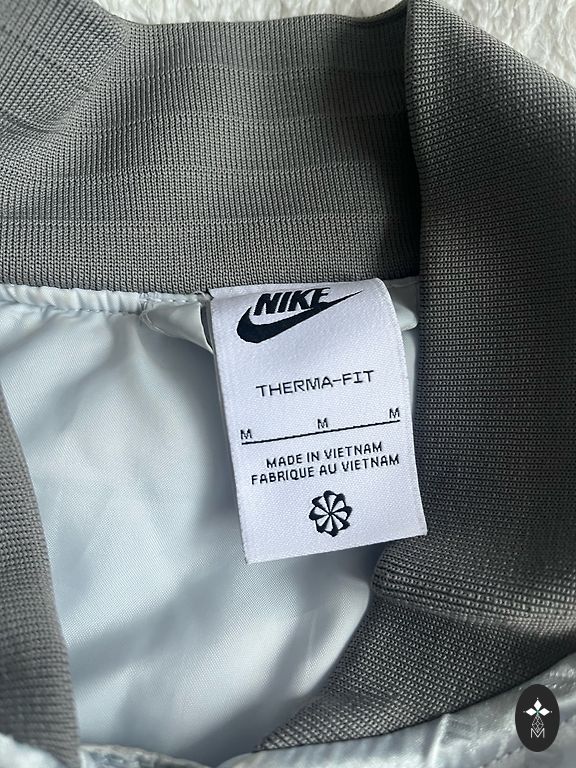 NIKE
THERMA-FIT
M M M
MADE IN VIETNAM
FABRIQUE AU VIETNAM
M